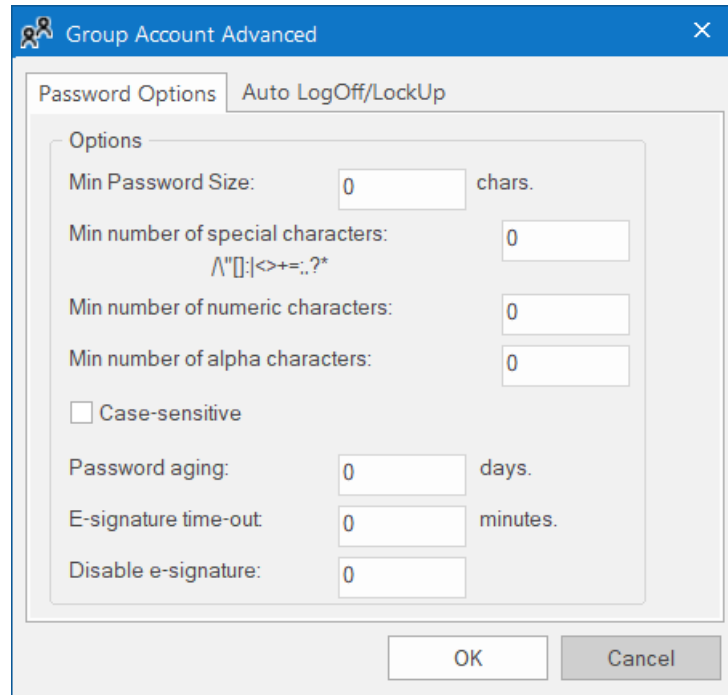 Group Account Advanced
Password Options Auto LogOff/LockUp
Options
Min Password Size: 0 chars.
Min number of special characters: 0
/\"[]:|<>+=;,.?*
Min number of numeric characters: 0
Min number of alpha characters: 0
Case-sensitive
Password aging: 0 days.
E-signature time-out: 0 minutes.
Disable e-signature: 0
OK Cancel